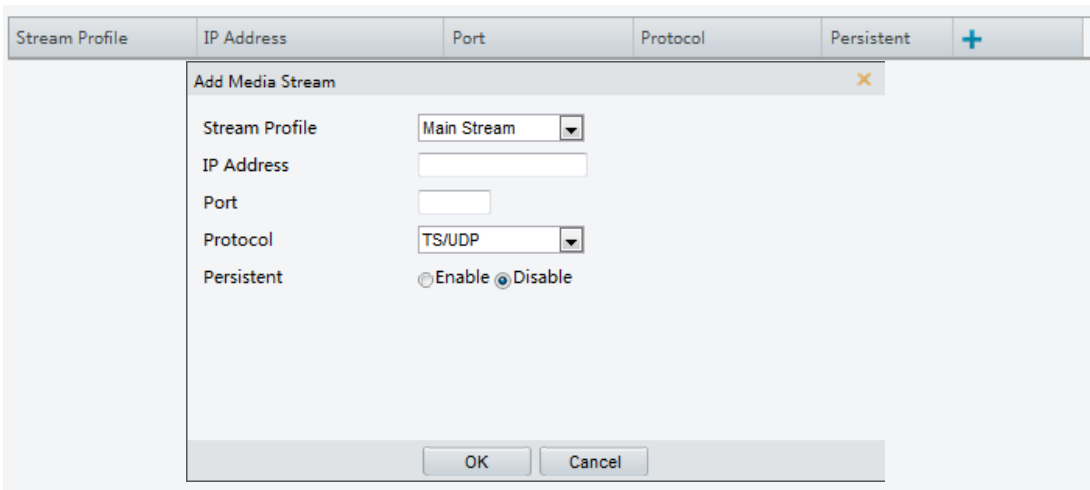 Stream Profile IP Address Port Protocol Persistent
Add Media Stream
Stream Profile Main Stream
IP Address
Port
Protocol TS/UDP
Persistent Enable Disable
OK Cancel